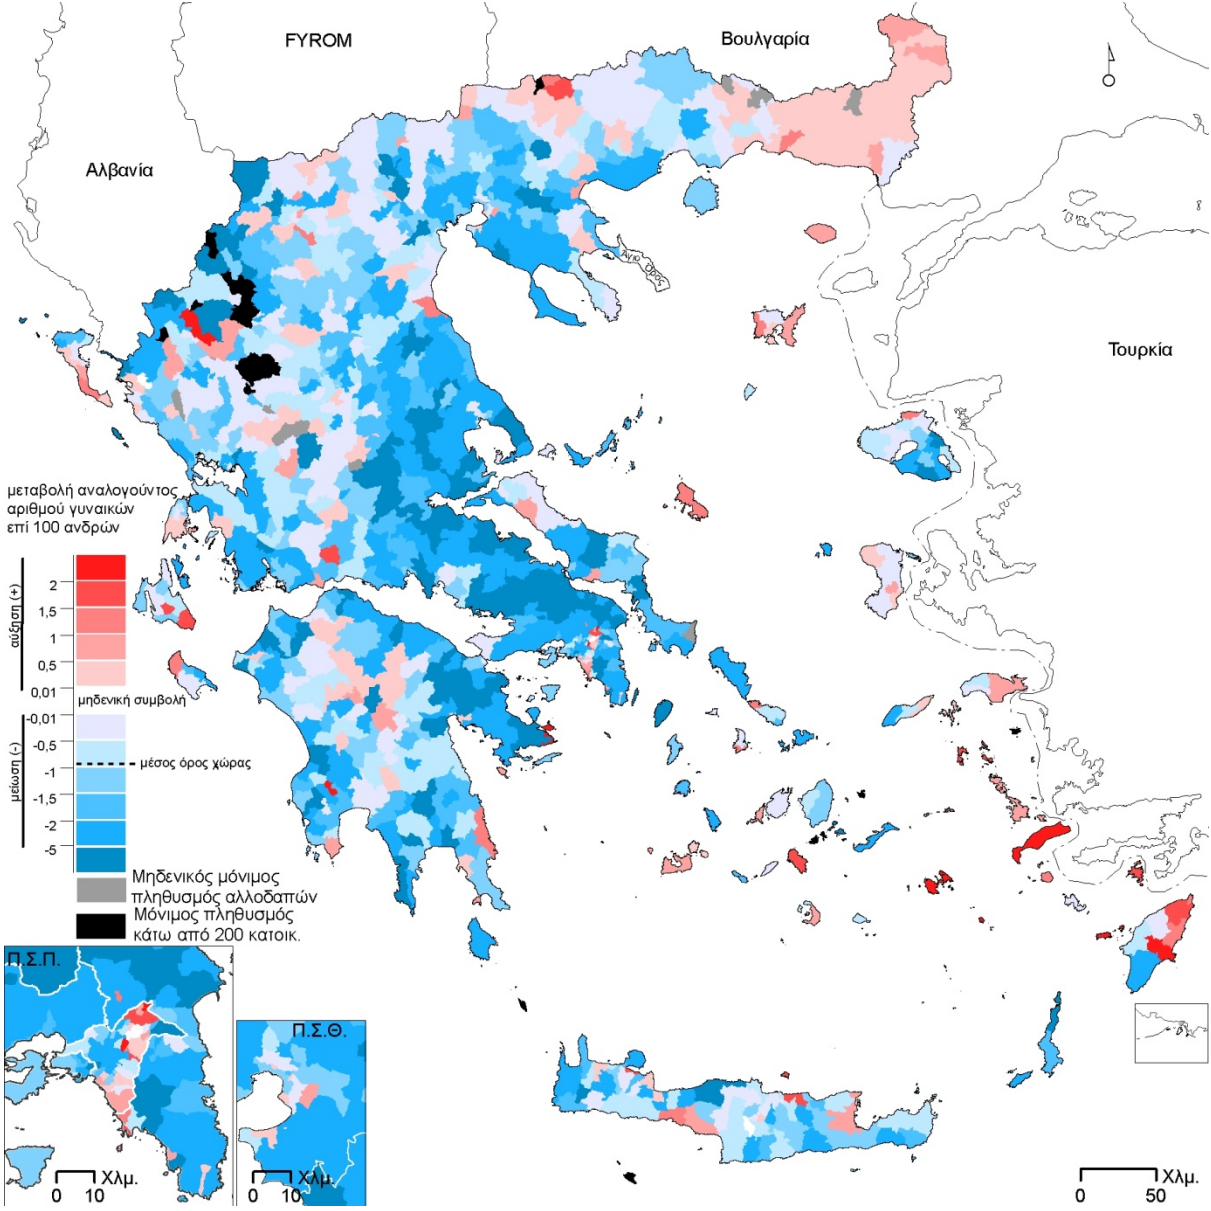 FYROM
Βουλγαρία
Αλβανία
Άγιο Όρος
Τουρκία
μεταβολή αναλογούντος
αριθμού γυναικών
επί 100 ανδρών
αύξηση (+)
2
1,5
1
0,5
0,01
μηδενική συμβολή
-0,01
-0,5
-1
μέσος όρος χώρας
-1,5
-2
-5
μείωση (-)
Μηδενικός μόνιμος
πληθυσμός αλλοδαπών
Μόνιμος πληθυσμός
κάτω από 200 κατοικ.
Π.Σ.Π.
Χλμ.
0 10
Π.Σ.Θ.
Χλμ.
0 10
Χλμ.
0 50